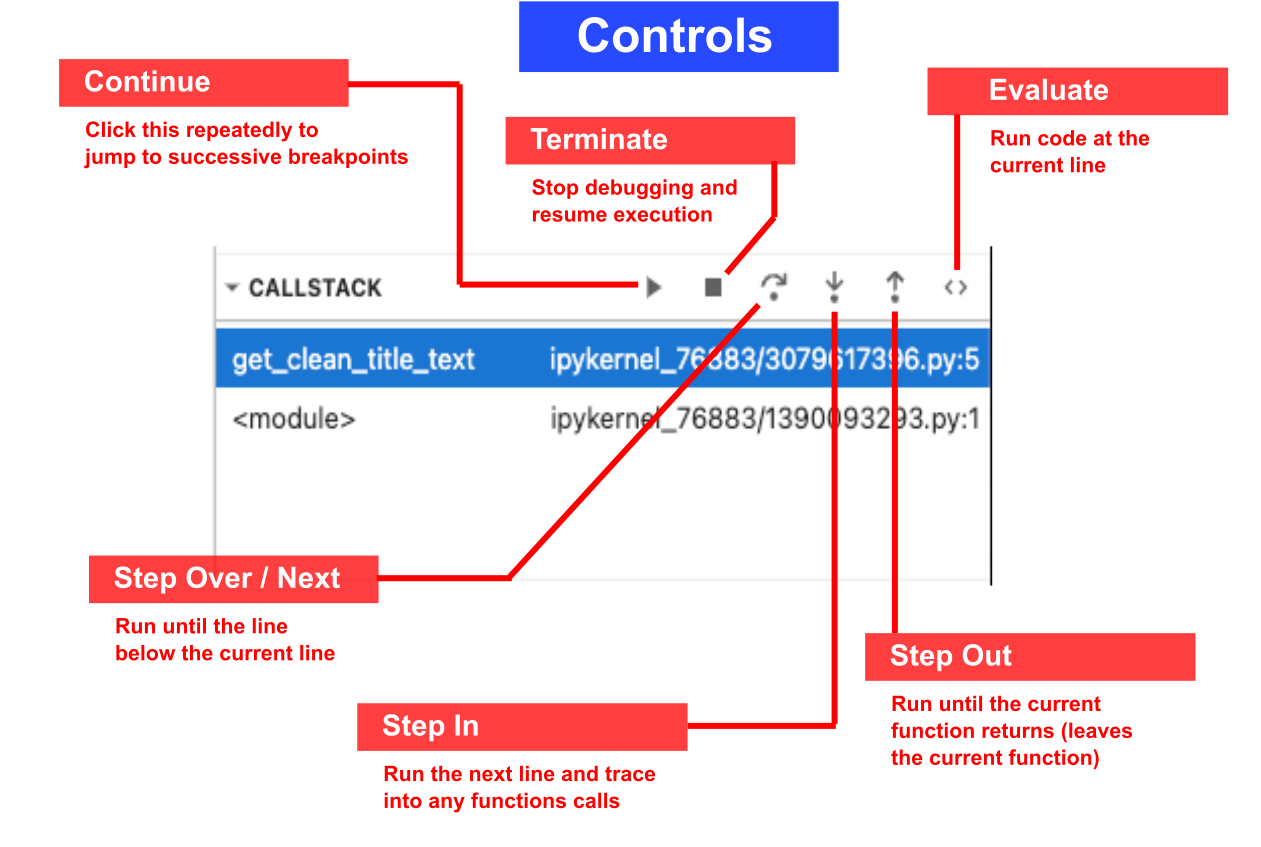 Controls
Continue
Click this repeatedly to
jump to successive breakpoints
Terminate
Stop debugging and
resume execution
Evaluate
Run code at the
current line
CALLSTACK
get_clean_title_text ipykernel_76883/3079617396.py:5
<module> ipykernel_76883/1390093293.py:1
Step Over / Next
Run until the line
below the current line
Step In
Run the next line and trace
into any functions calls
Step Out
Run until the current
function returns (leaves
the current function)